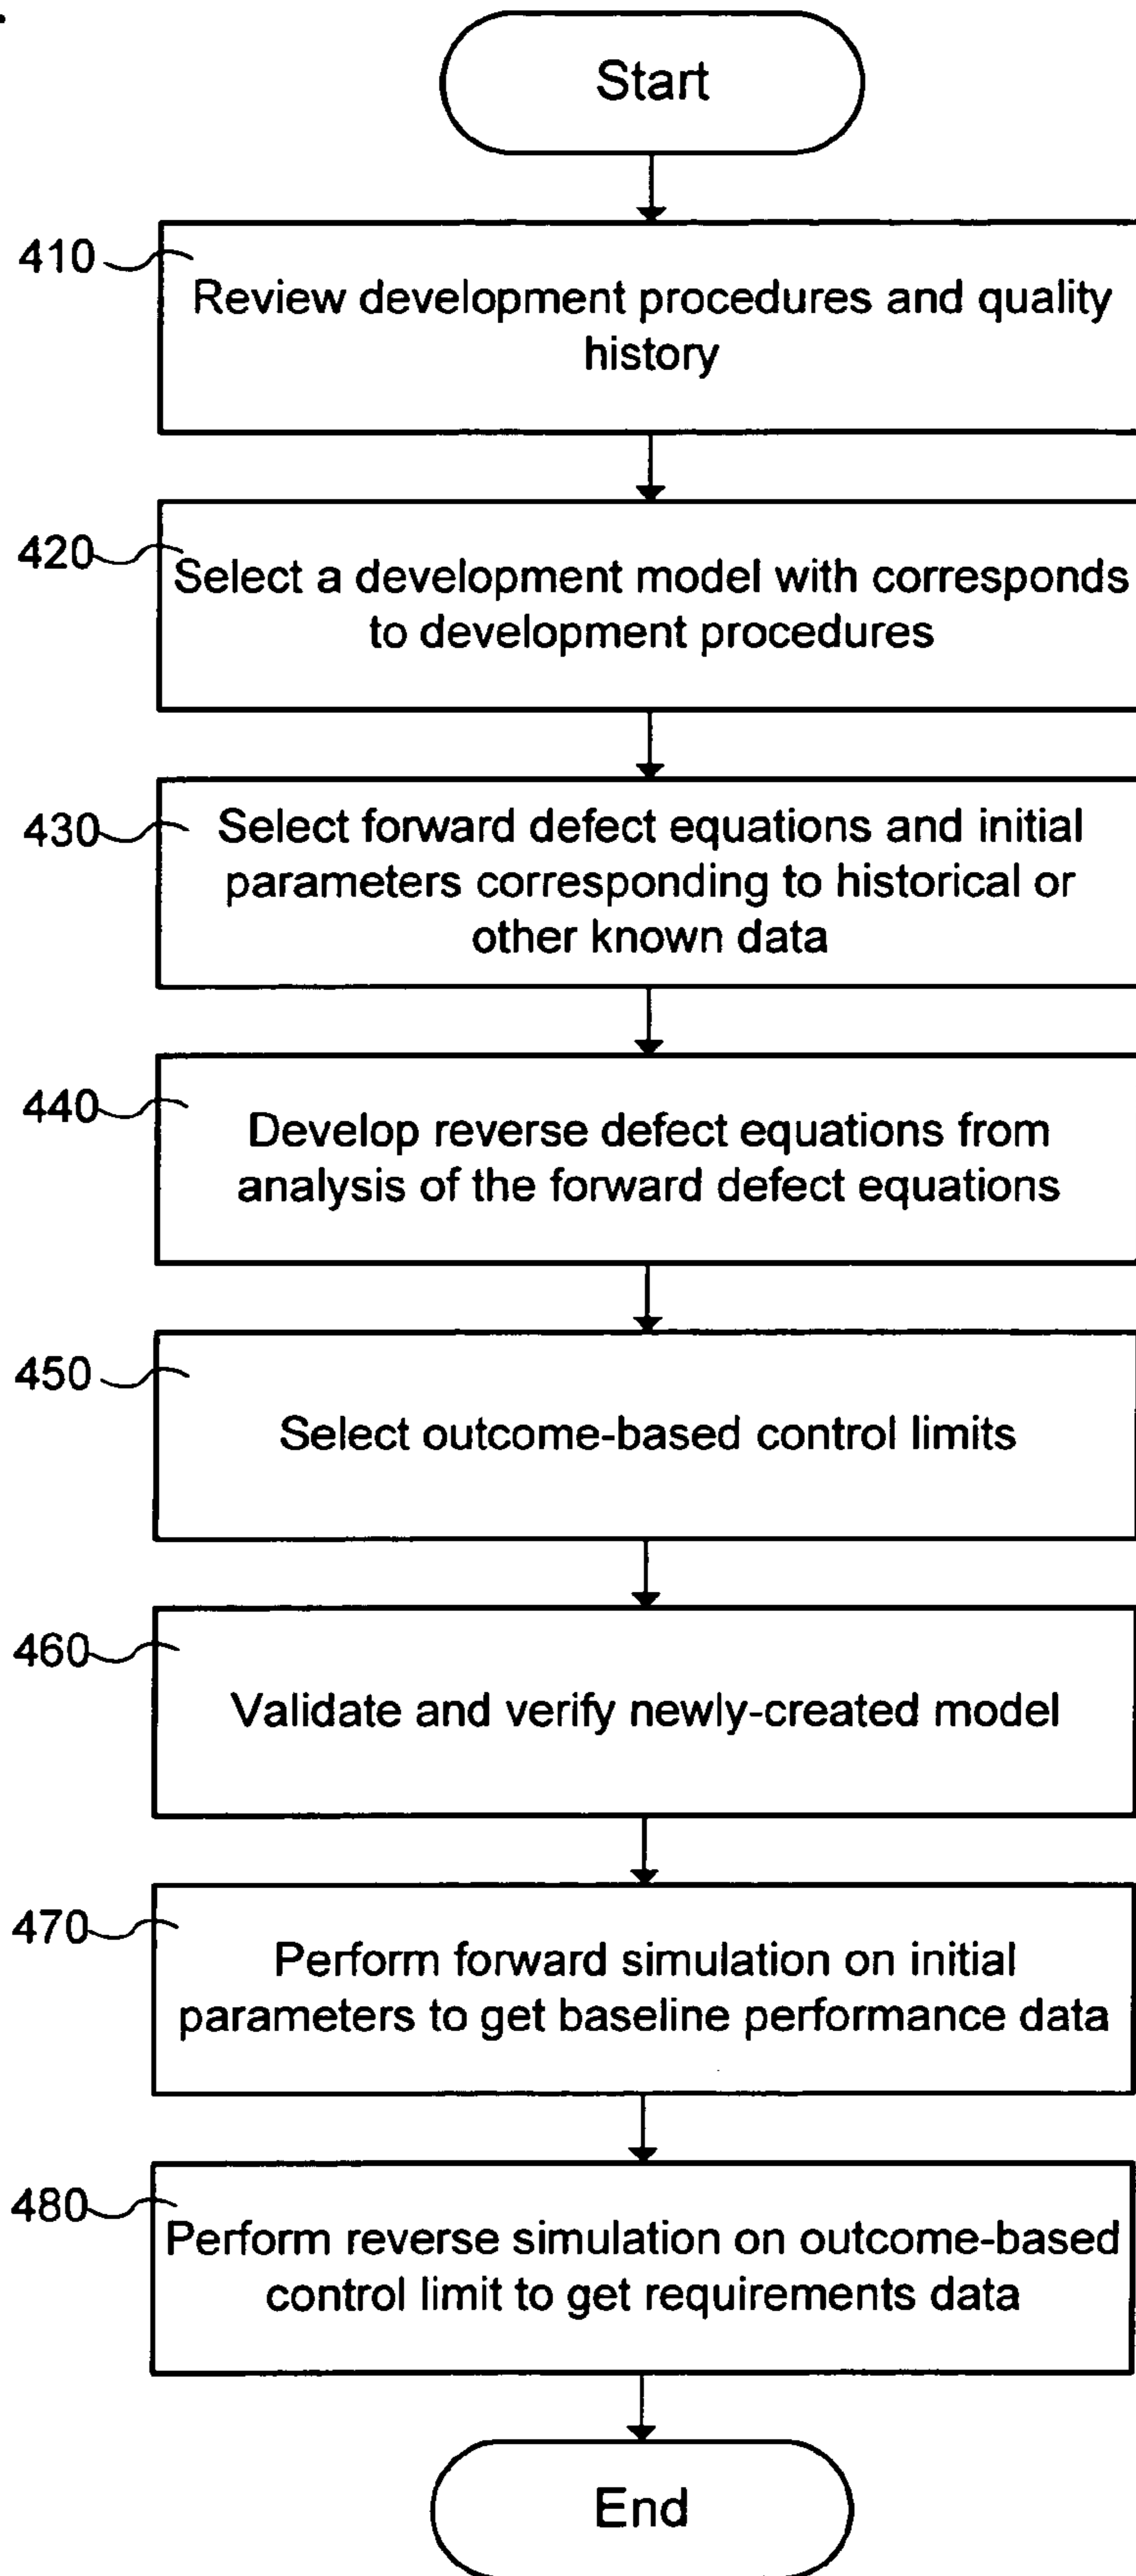 Start
410
Review development procedures and quality
history
420
Select a development model with corresponds
to development procedures
430
Select forward defect equations and initial
parameters corresponding to historical or
other known data
440
Develop reverse defect equations from
analysis of the forward defect equations
450
Select outcome-based control limits
460
Validate and verify newly-created model
470
Perform forward simulation on initial
parameters to get baseline performance data
480
Perform reverse simulation on outcome-based
control limit to get requirements data
End